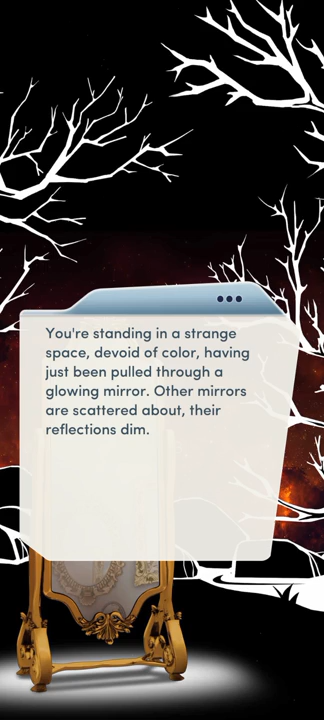 You're standing in a strange
space, devoid of color, having
just been pulled through a
glowing mirror. Other mirrors
are scattered about, their
reflections dim.